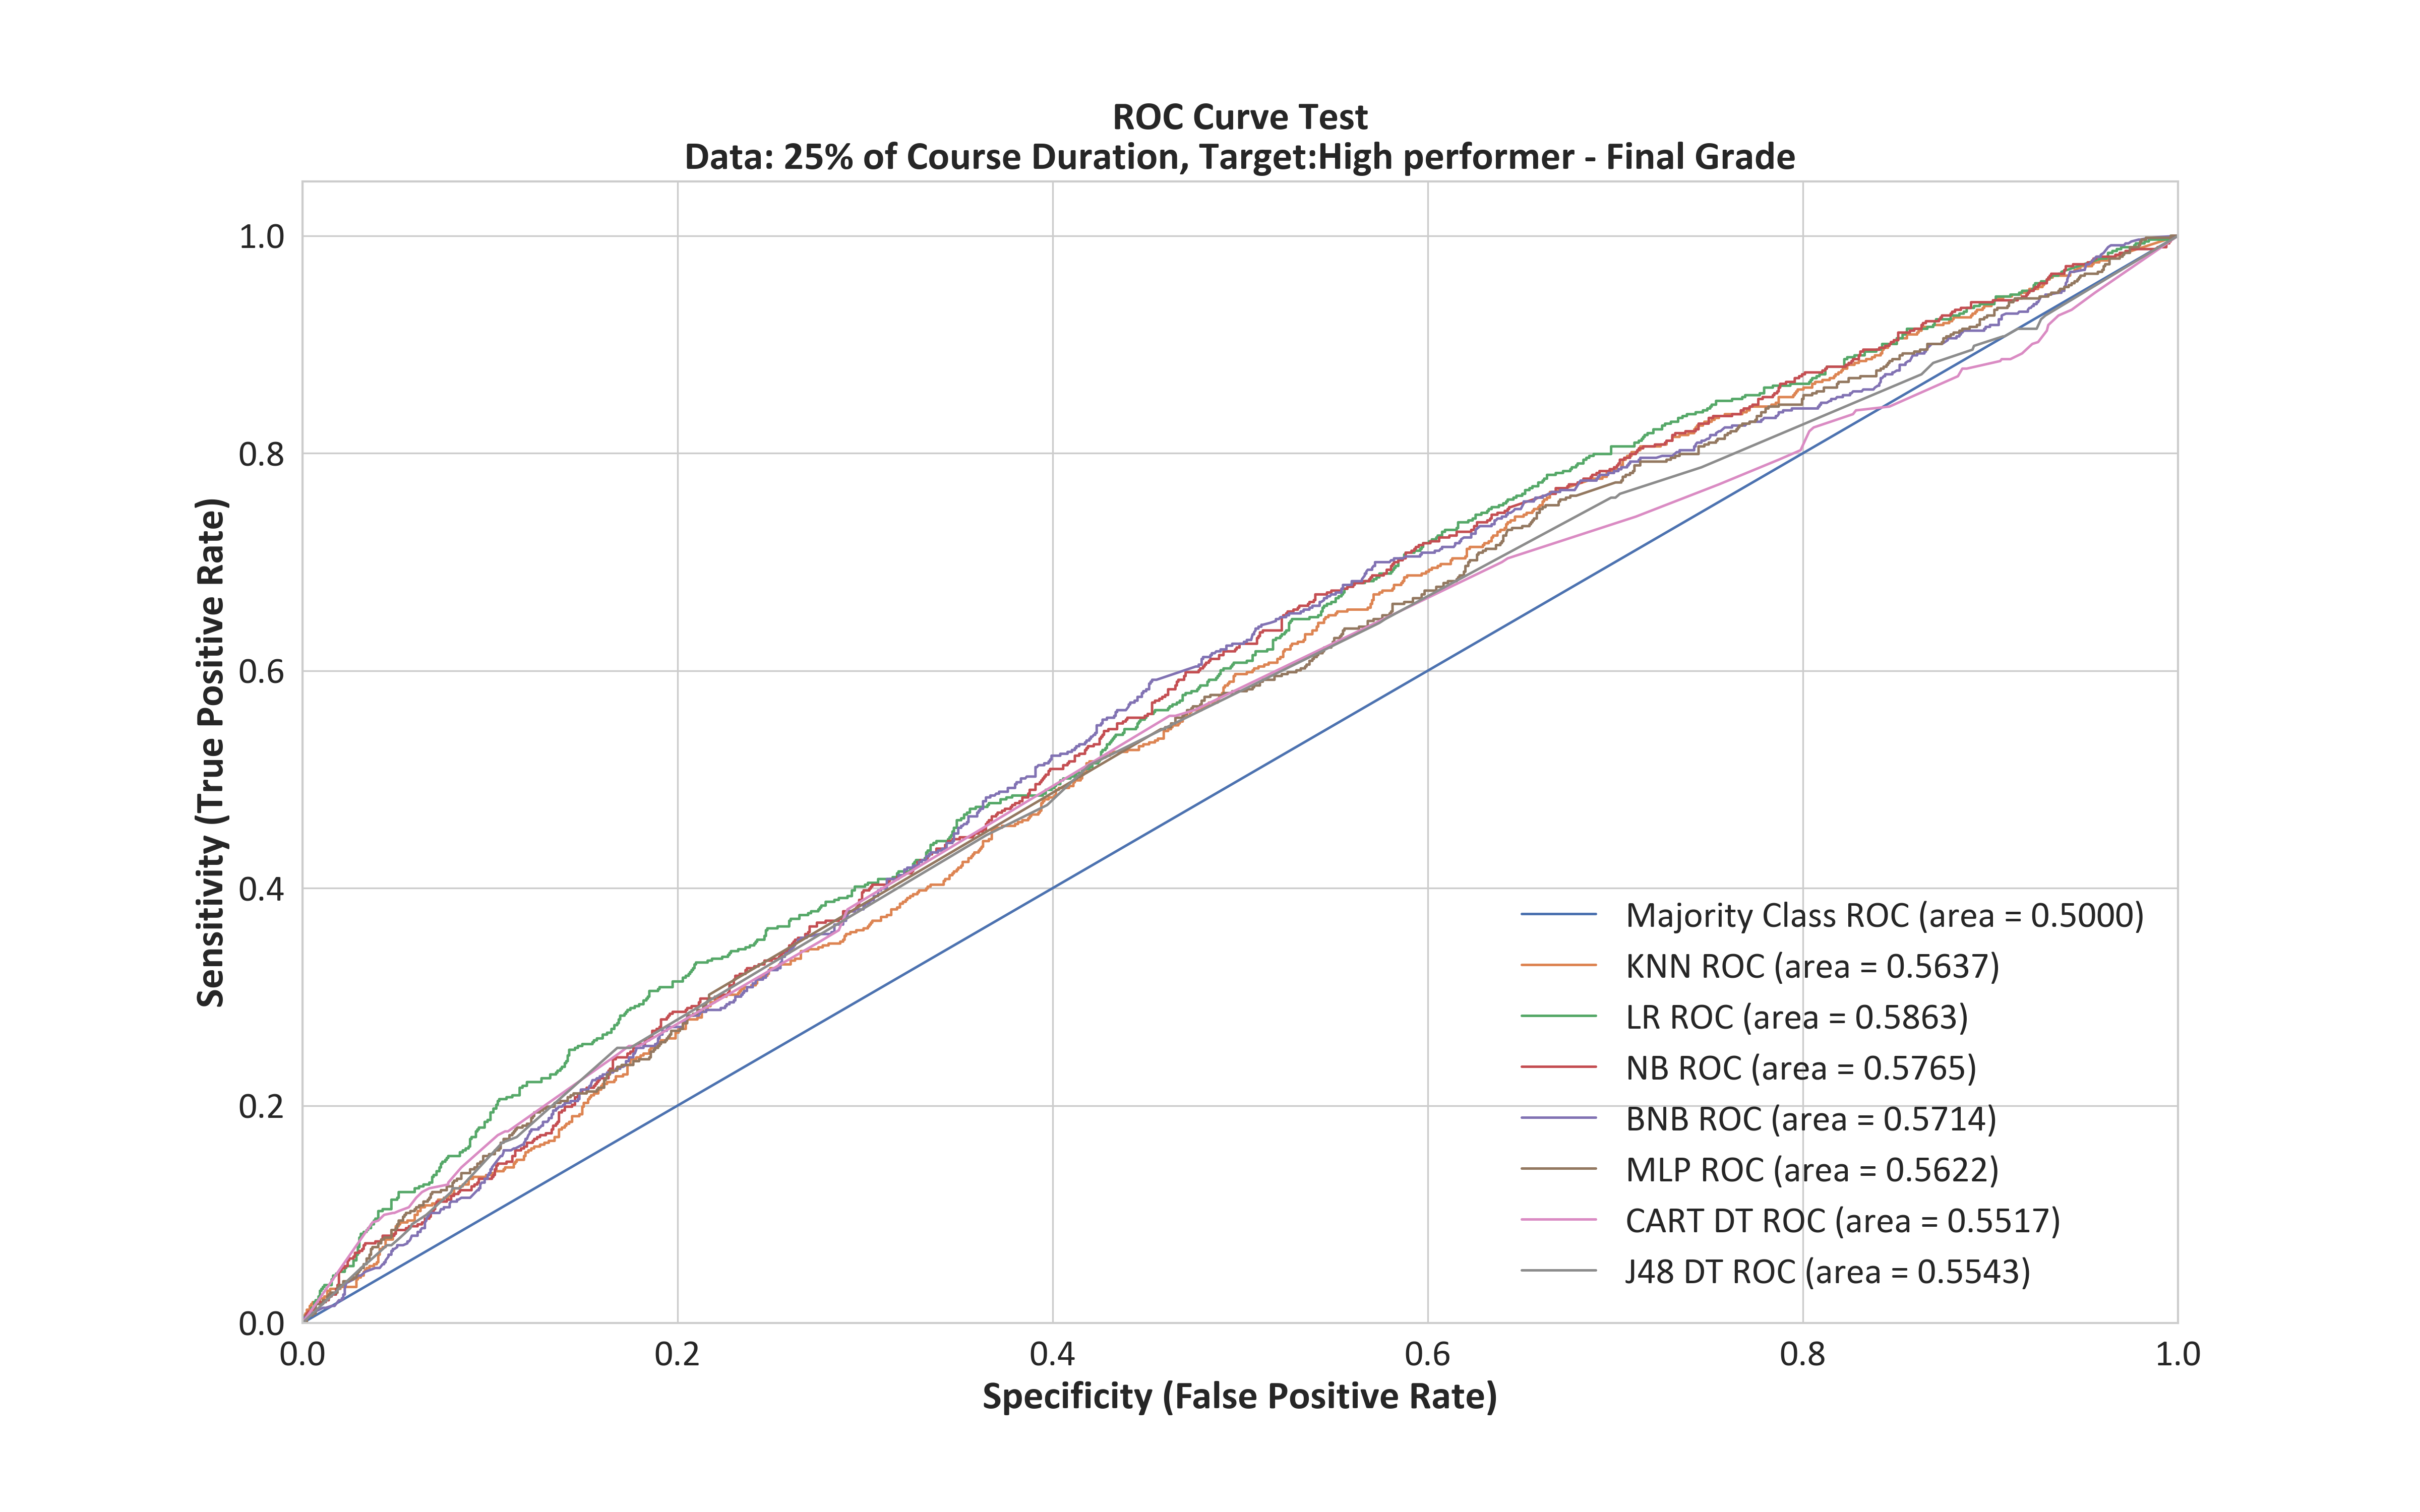 ROC Curve Test
Data: 25% of Course Duration, Target:High performer - Final Grade
Sensitivity (True Positive Rate)
1.0
0.8
0.6
0.4
0.2
0.0
Majority Class ROC (area = 0.5000)
KNN ROC (area = 0.5637)
LR ROC (area = 0.5863)
NB ROC (area = 0.5765)
BNB ROC (area = 0.5714)
MLP ROC (area = 0.5622)
CART DT ROC (area = 0.5517)
J48 DT ROC (area = 0.5543)
0.0 0.2 0.4 0.6 0.8 1.0
Specificity (False Positive Rate)